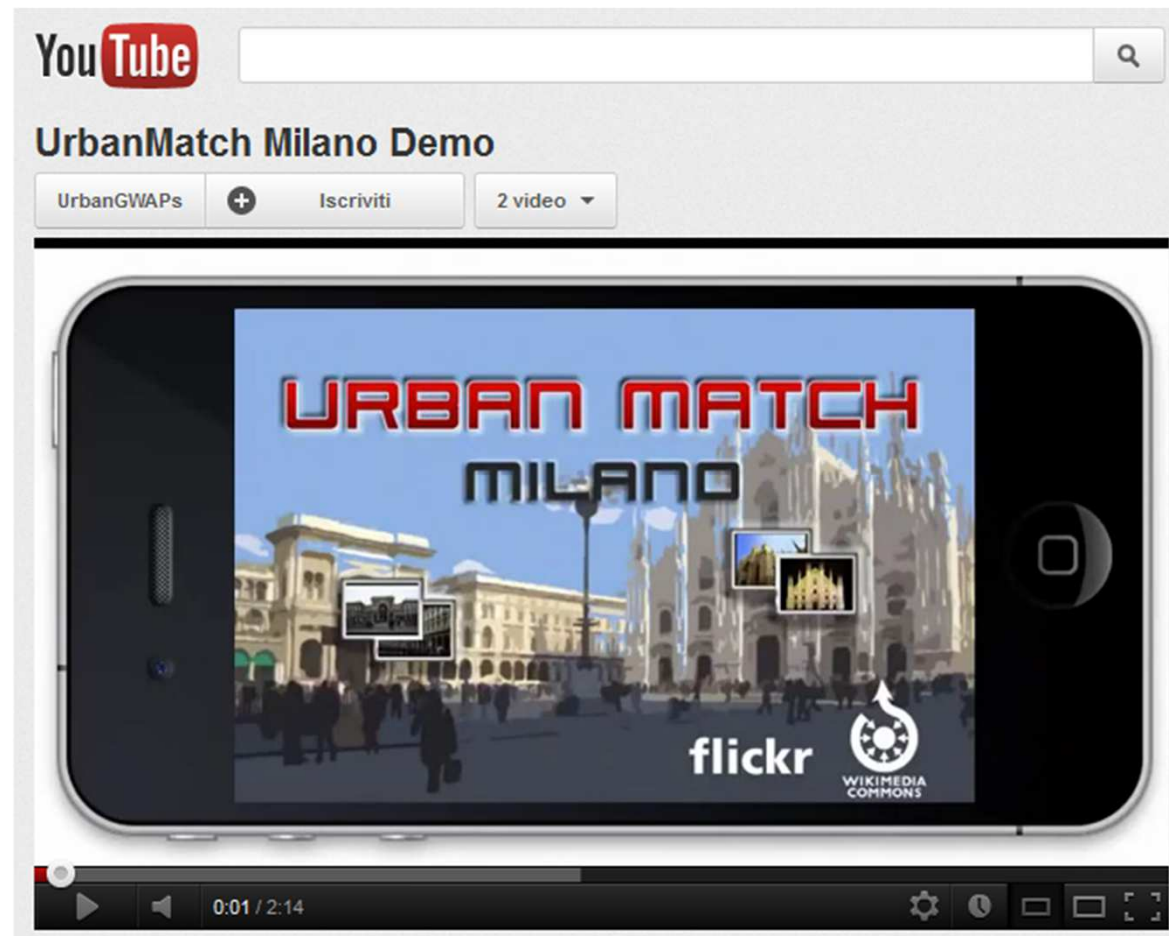 YouTube
UrbanMatch Milano Demo
UrbanGWAPs Iscriviti 2 video
URBAN MATCH
MILANO
flickr
WIKIMEDIA
COMMONS
0:01 / 2:14